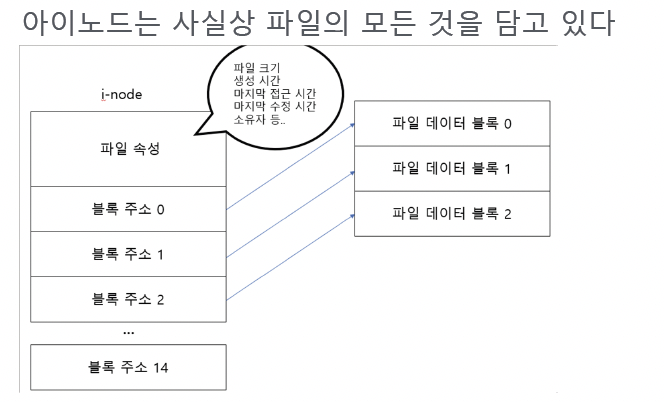 아이노드는 사실상 파일의 모든 것을 담고 있다
파일 크기
생성 시간
마지막 접근 시간
마지막 수정 시간
소유자 등..
i-node
파일 속성
블록 주소 0
블록 주소 1
블록 주소 2
...
블록 주소 14
파일 데이터 블록 0
파일 데이터 블록 1
파일 데이터 블록 2